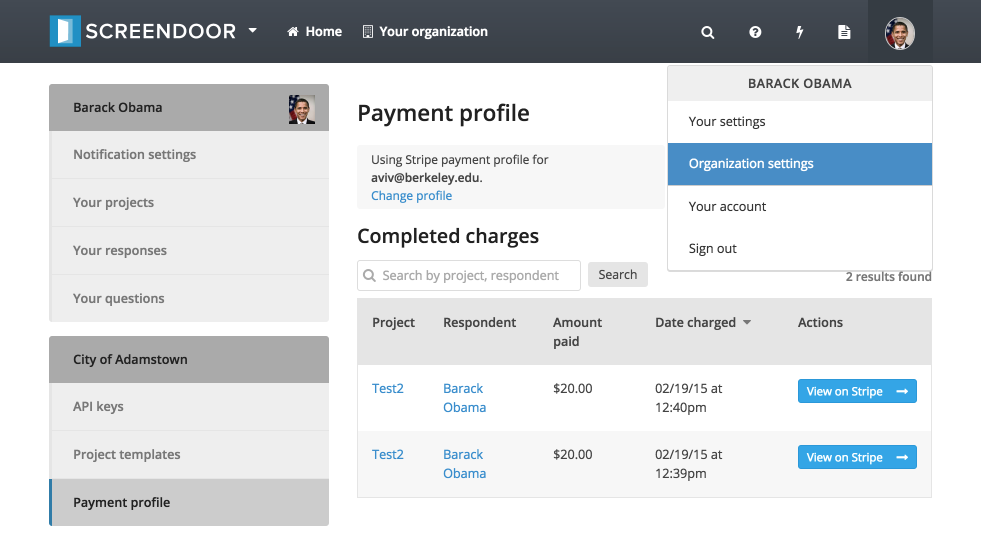 SCREENDOOR
Home
Your organization
BARACK OBAMA
Your settings
Organization settings
Your account
Sign out
Barack Obama
Notification settings
Your projects
Your responses
Your questions
City of Adamstown
API keys
Project templates
Payment profile
Payment profile
Using Stripe payment profile for
aviv@berkeley.edu.
Change profile
Completed charges
Search by project, respondent
Search
2 results found
Project Respondent Amount paid Date charged Actions
Test2 Barack Obama $20.00 02/19/15 at 12:40pm View on Stripe
Test2 Barack Obama $20.00 02/19/15 at 12:39pm View on Stripe